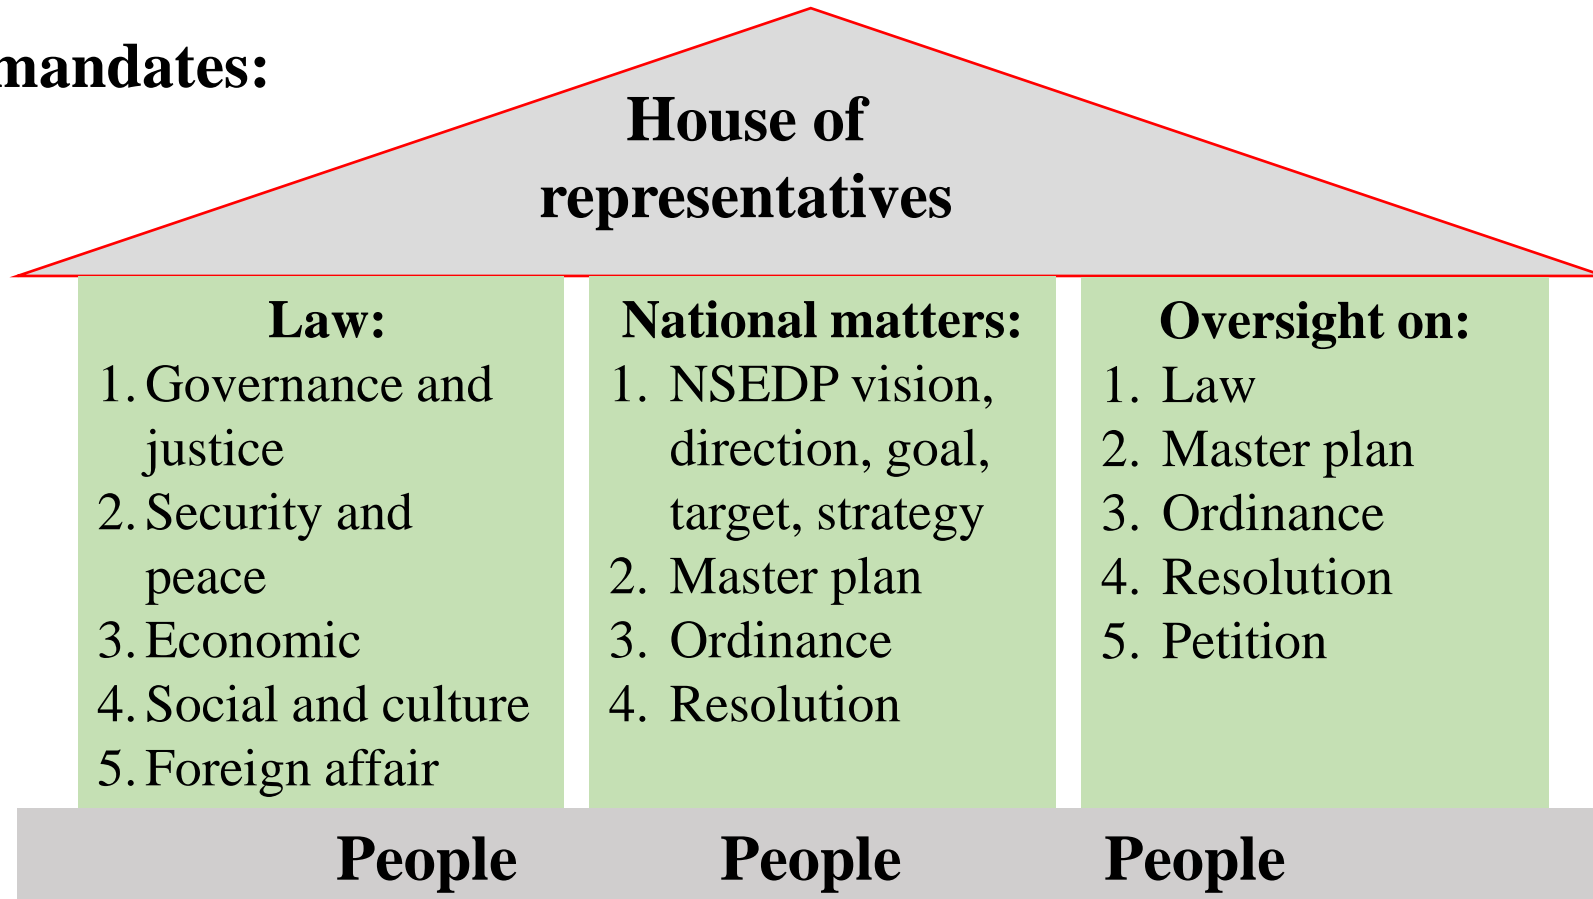 mandates:
House of
representatives
Law:
1. Governance and
justice
2. Security and
peace
3. Economic
4. Social and culture
5. Foreign affair
National matters:
1. NSEDP vision,
direction, goal,
target, strategy
2. Master plan
3. Ordinance
4. Resolution
Oversight on:
1. Law
2. Master plan
3. Ordinance
4. Resolution
5. Petition
People People People